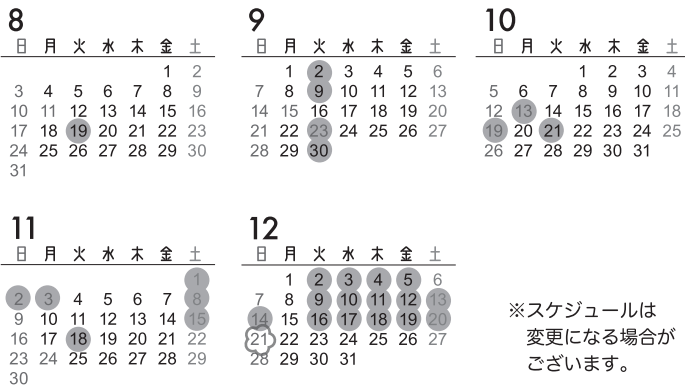 8
日 月 火 水 木 金 土
1 2
3 4 5 6 7 8 9
10 11 12 13 14 15 16
17 18 19 20 21 22 23
24 25 26 27 28 29 30
31
9
日 月 火 水 木 金 土
1 2 3 4 5 6
7 8 9 10 11 12 13
14 15 16 17 18 19 20
21 22 23 24 25 26 27
28 29 30
10
日 月 火 水 木 金 土
1 2 3 4
5 6 7 8 9 10 11
12 13 14 15 16 17 18
19 20 21 22 23 24 25
26 27 28 29 30 31
11
日 月 火 水 木 金 土
1
2 3 4 5 6 7 8
9 10 11 12 13 14 15
16 17 18 19 20 21 22
23 24 25 26 27 28 29
30
12
日 月 火 水 木 金 土
1 2 3 4 5 6
7 8 9 10 11 12 13
14 15 16 17 18 19 20
21 22 23 24 25 26 27
28 29 30 31
※スケジュールは
変更になる場合が
ございます。